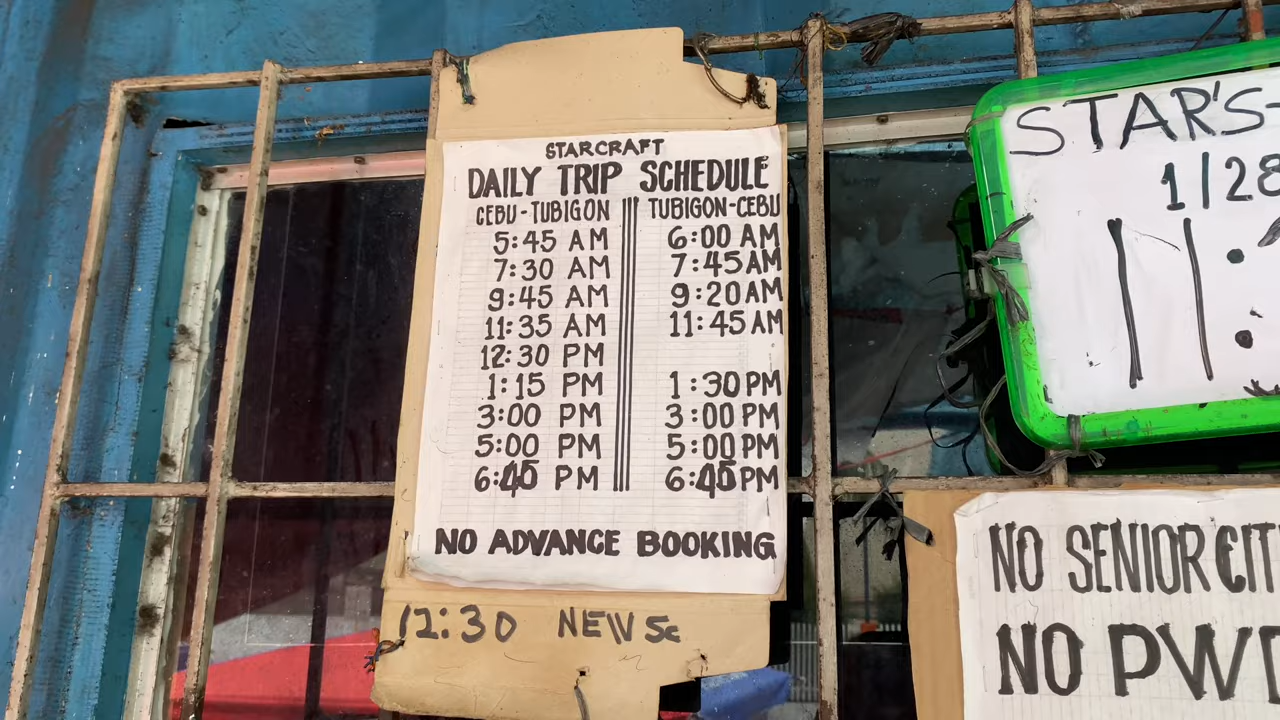 STARCRAFT
DAILY TRIP SCHEDULE
CEBU-TUBIGON TUBIGON-CEBU
5:45 AM 6:00 AM
7:30 AM 7:45 AM
9:45 AM 9:20 AM
11:35 AM 11:45 AM
12:30 PM
1:15 PM 1:30 PM
3:00 PM 3:00 PM
5:00 PM 5:00 PM
6:40 PM 6:40 PM
NO ADVANCE BOOKING
12:30 NEW Sc
STAR'S-
1/28
11:
NO SENIOR CIT
NO PWD